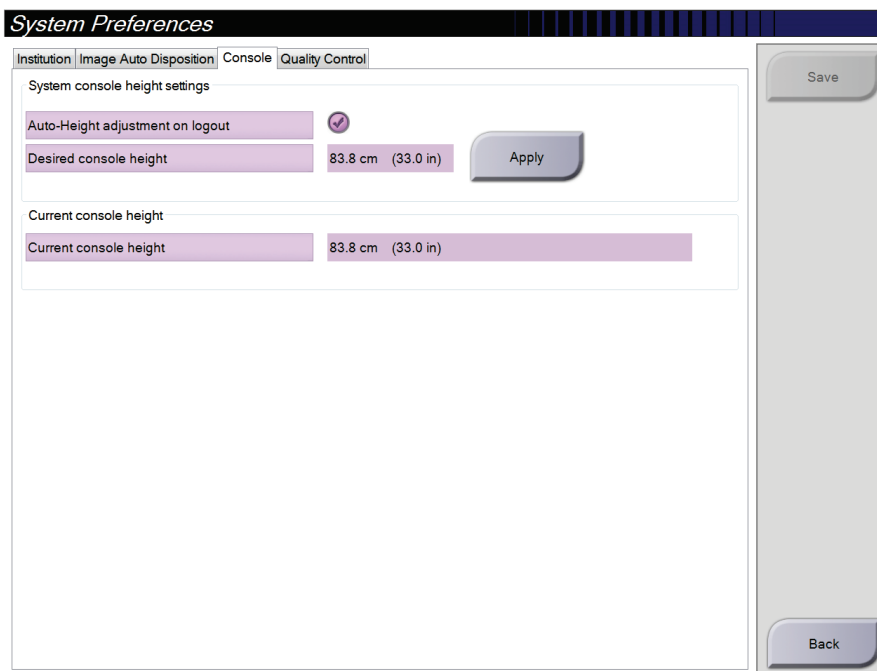 System Preferences
Institution Image Auto Disposition Console Quality Control
Save
System console height settings
Auto-Height adjustment on logout
Desired console height 83.8 cm (33.0 in) Apply
Current console height
Current console height 83.8 cm (33.0 in)
Back